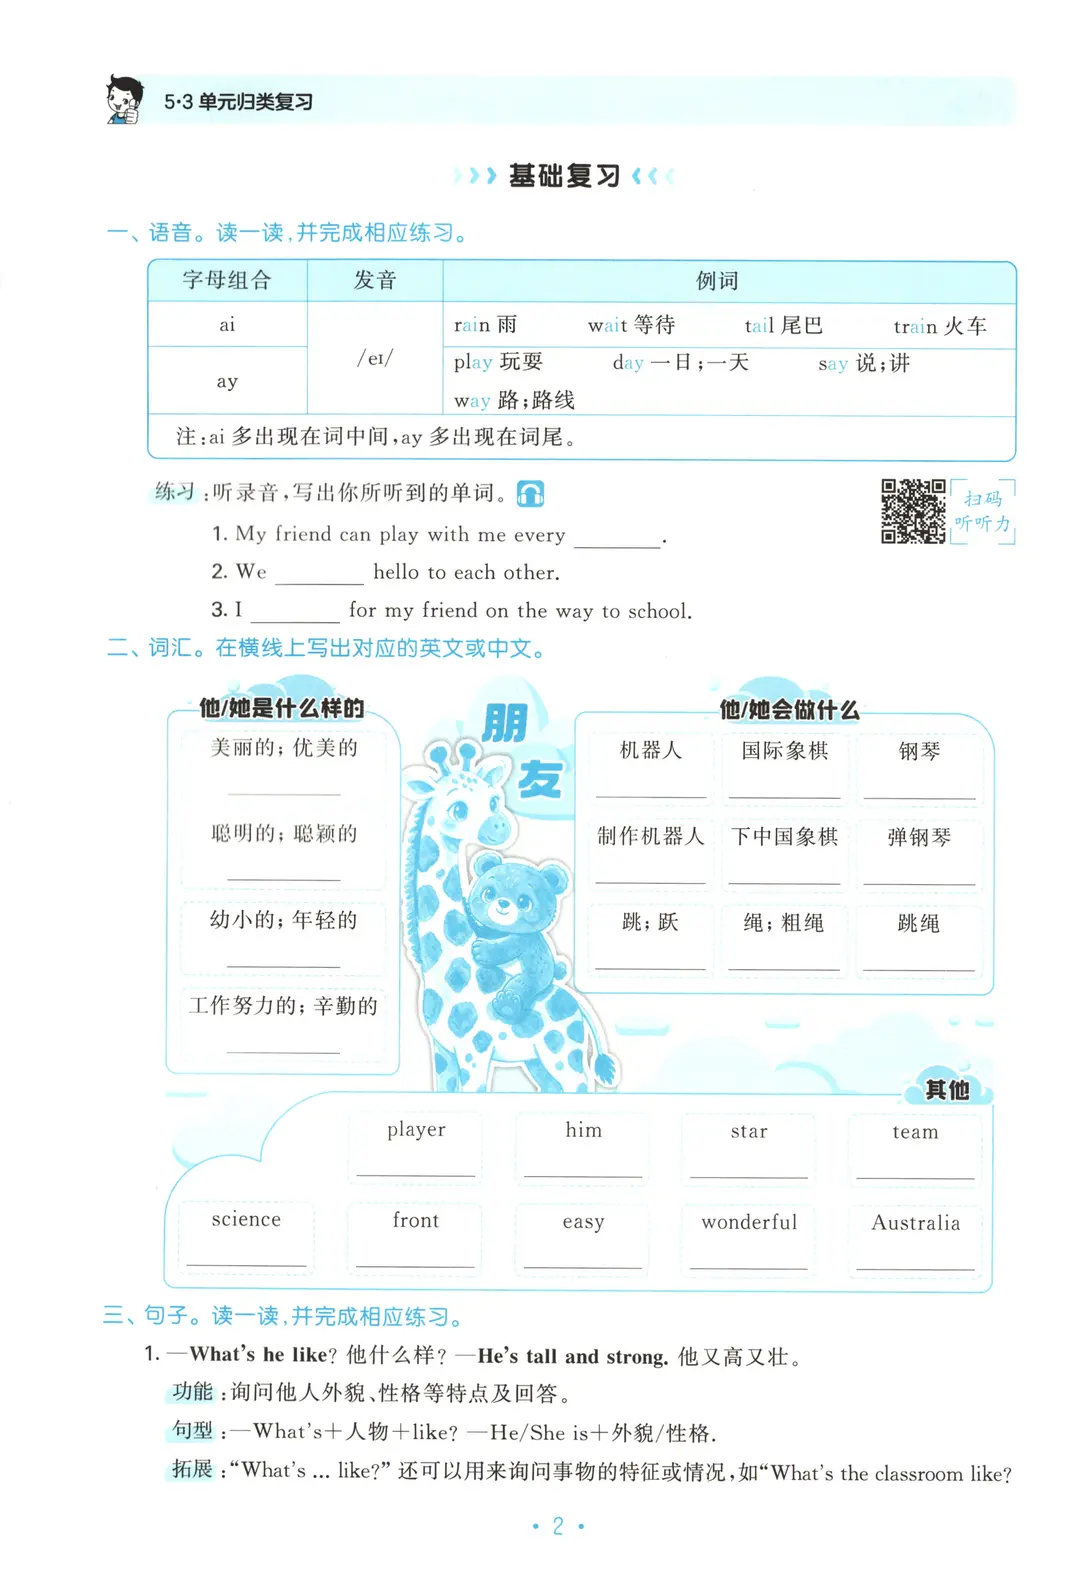 5·3 单元归类复习
基础复习
一、语音。读一读,并完成相应练习。
字母组合 发音 例词
ai /eɪ/ rain 雨 wait 等待 tail 尾巴 train 火车
ay play 玩耍 day 一日;一天 say 说;讲
way 路;路线
注:ai 多出现在词中间,ay 多出现在词尾。
练习:听录音,写出你所听到的单词。
扫码
听听力
1. My friend can play with me every ________.
2. We ________ hello to each other.
3. I ________ for my friend on the way to school.
二、词汇。在横线上写出对应的英文或中文。
朋友
他/她是什么样的
美丽的; 优美的
聪明的; 聪颖的
幼小的; 年轻的
工作努力的; 辛勤的
他/她会做什么
机器人 国际象棋 钢琴
制作机器人 下中国象棋 弹钢琴
跳; 跃 绳; 粗绳 跳绳
其他
player him star team
science front easy wonderful Australia
三、句子。读一读,并完成相应练习。
1. —What's he like? 他什么样? —He's tall and strong. 他又高又壮。
功能:询问他人外貌、性格等特点及回答。
句型:—What's+人物+like? —He/She is+外貌/性格.
拓展:“What's ... like?”还可以用来询问事物的特征或情况,如“What's the classroom like?
· 2 ·